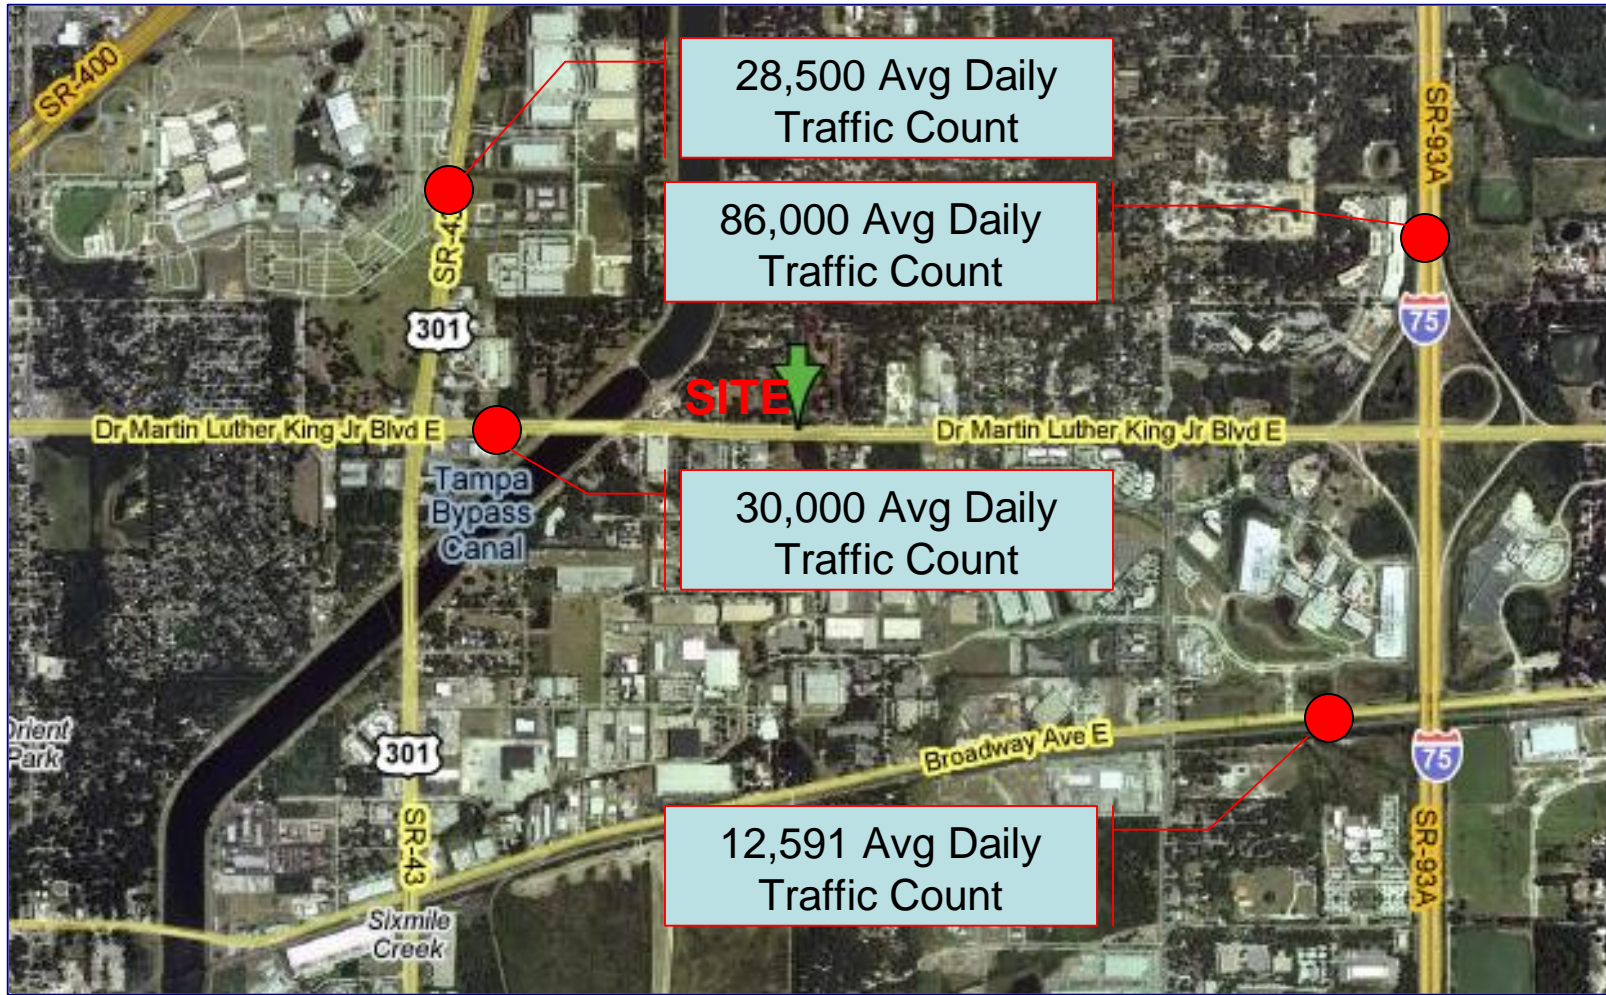 SR-400
28,500 Avg Daily
Traffic Count
SR-93A
86,000 Avg Daily
Traffic Count
SR-43
301
75
SITE
Dr Martin Luther King Jr Blvd E
Dr Martin Luther King Jr Blvd E
Tampa
Bypass
Canal
30,000 Avg Daily
Traffic Count
Orient
Park
301
Broadway Ave E
75
SR-43
12,591 Avg Daily
Traffic Count
SR-93A
Sixmile
Creek